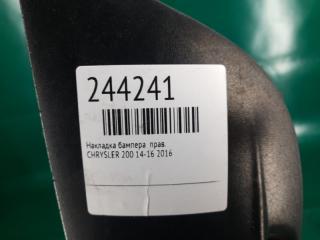 244241
Накладка бампера прав.
CHRYSLER 200 14-16 2016